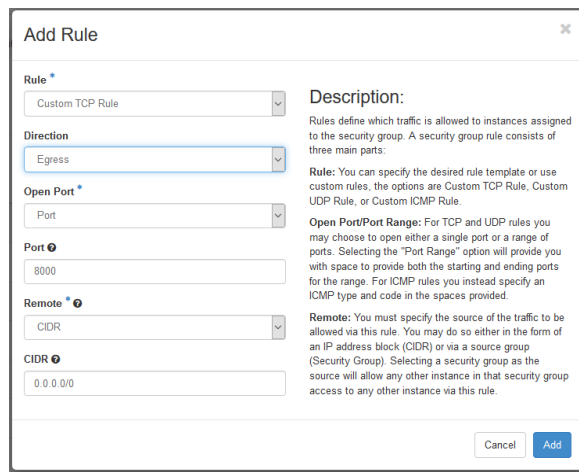 Add Rule
×
Rule *
Custom TCP Rule
Direction
Egress
Open Port *
Port
Port
8000
Remote *
CIDR
CIDR
0.0.0.0/0
Description:
Rules define which traffic is allowed to instances assigned
to the security group. A security group rule consists of
three main parts:
Rule: You can specify the desired rule template or use
custom rules, the options are Custom TCP Rule, Custom
UDP Rule, or Custom ICMP Rule.
Open Port/Port Range: For TCP and UDP rules you
may choose to open either a single port or a range of
ports. Selecting the "Port Range" option will provide you
with space to provide both the starting and ending ports
for the range. For ICMP rules you instead specify an
ICMP type and code in the spaces provided.
Remote: You must specify the source of the traffic to be
allowed via this rule. You may do so either in the form of
an IP address block (CIDR) or via a source group
(Security Group). Selecting a security group as the
source will allow any other instance in that security group
access to any other instance via this rule.
Cancel
Add